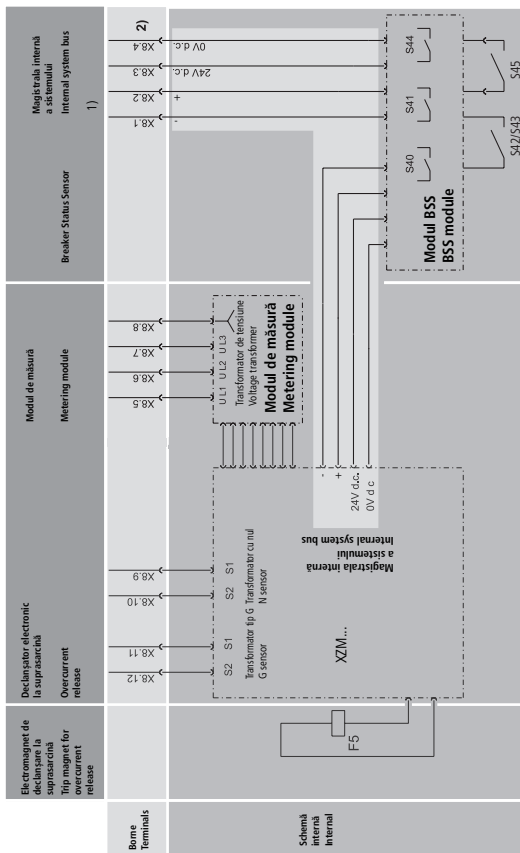 Electromagnet de
declanșare la
suprasarcină
Trip magnet for
overcurrent
release
Declanșator electronic
la suprasarcină
Overcurrent
release
Modul de măsură
Metering module
Breaker Status Sensor
Magistrala internă
a sistemului
Internal system bus
1)
Borne
Terminals
X8.12
X8.11
X8.10
X8.9
X8.5
X8.6
X8.7
X8.8
X8.1
X8.2
X8.3
X8.4
2)
Schemă
internă
Internal
F5
S2 S1
Transformator tip G
G sensor
S2 S1
Transformator cu nul
N sensor
XZM...
Magistrala internă
a sistemului
Internal system bus
-
+
24V d.c.
0V d c
U L1 U L2 U L3
Transformator de tensiune
Voltage transformer
Modul de măsură
Metering module
-
+
24V d.c.
0V d.c.
S40
S41
S44
Modul BSS
BSS module
S42/S43
S45